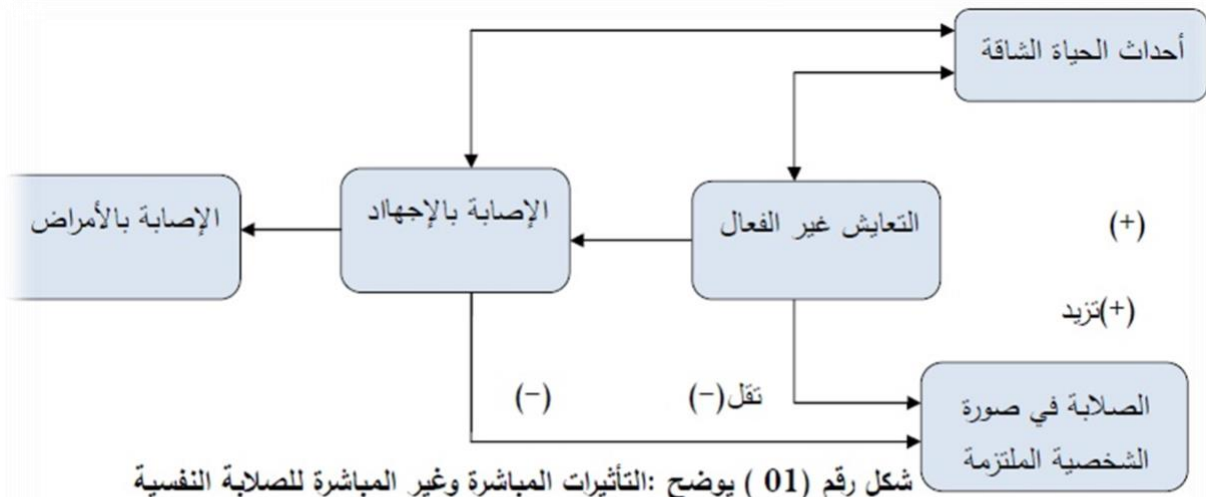 أحداث الحياة الشاقة
التعايش غير الفعال
الإصابة بالإجهااد
الإصابة بالأمراض
(+)
(+)تزيد
الصلابة في صورة
الشخصية الملتزمة
تقل(-)
(-)
شكل رقم (01 ) يوضح :التأثيرات المباشرة وغير المباشرة للصلابة النفسية